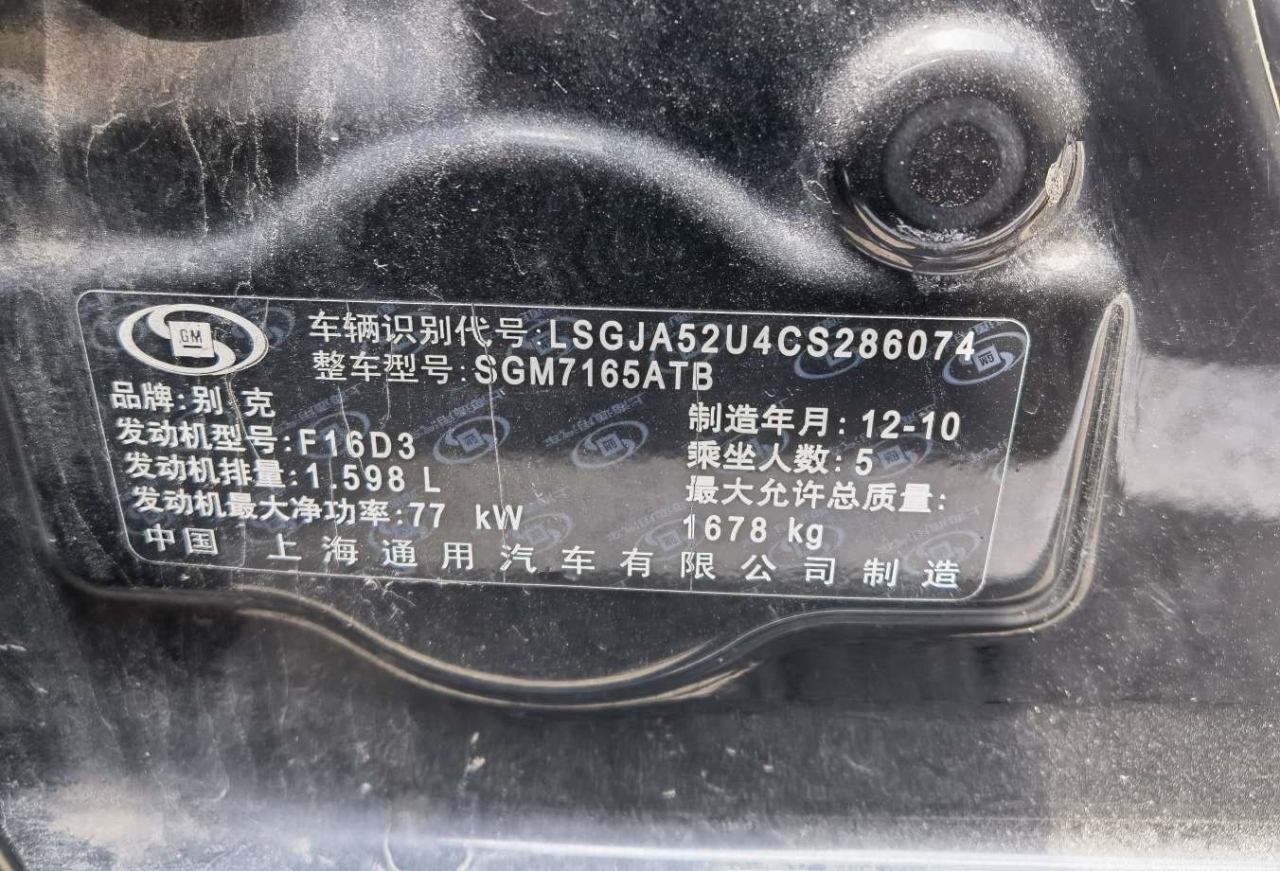 GM
车辆识别代号:LSGJA52U4CS286074
整车型号:SGM7165ATB
品牌:别 克
发动机型号:F16D3
发动机排量:1.598 L
发动机最大净功率:77 kW
制造年月: 12-10
乘坐人数: 5
最大允许总质量:
1678 kg
中国 上海通用汽车有限公司制造